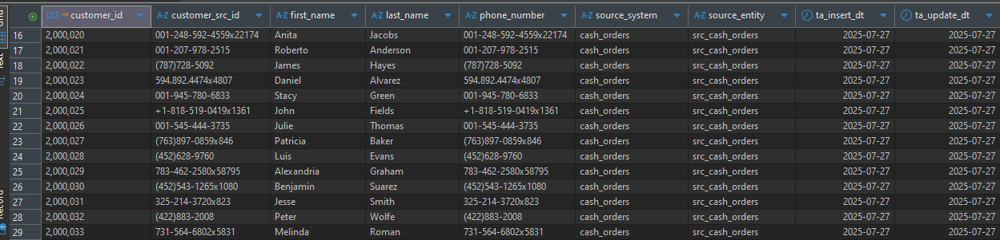 123 customer_id A-Z customer_src_id A-Z first_name A-Z last_name A-Z phone_number A-Z source_system A-Z source_entity ta_insert_dt ta_update_dt
16 2,000,020 001-248-592-4559x22174 Anita Jacobs 001-248-592-4559x22174 cash_orders src_cash_orders 2025-07-27 2025-07-27
17 2,000,021 001-207-978-2515 Roberto Anderson 001-207-978-2515 cash_orders src_cash_orders 2025-07-27 2025-07-27
18 2,000,022 (787)728-5092 James Hayes (787)728-5092 cash_orders src_cash_orders 2025-07-27 2025-07-27
19 2,000,023 594.892.4474x4807 Daniel Alvarez 594.892.4474x4807 cash_orders src_cash_orders 2025-07-27 2025-07-27
20 2,000,024 001-945-780-6833 Stacy Green 001-945-780-6833 cash_orders src_cash_orders 2025-07-27 2025-07-27
21 2,000,025 +1-818-519-0419x1361 John Fields +1-818-519-0419x1361 cash_orders src_cash_orders 2025-07-27 2025-07-27
22 2,000,026 001-545-444-3735 Julie Thomas 001-545-444-3735 cash_orders src_cash_orders 2025-07-27 2025-07-27
23 2,000,027 (763)897-0859x846 Patricia Baker (763)897-0859x846 cash_orders src_cash_orders 2025-07-27 2025-07-27
24 2,000,028 (452)628-9760 Luis Evans (452)628-9760 cash_orders src_cash_orders 2025-07-27 2025-07-27
25 2,000,029 783-462-2580x58795 Alexandria Graham 783-462-2580x58795 cash_orders src_cash_orders 2025-07-27 2025-07-27
26 2,000,030 (452)543-1265x1080 Benjamin Suarez (452)543-1265x1080 cash_orders src_cash_orders 2025-07-27 2025-07-27
27 2,000,031 325-214-3720x823 Jesse Smith 325-214-3720x823 cash_orders src_cash_orders 2025-07-27 2025-07-27
28 2,000,032 (422)883-2008 Peter Wolfe (422)883-2008 cash_orders src_cash_orders 2025-07-27 2025-07-27
29 2,000,033 731-564-6802x5831 Melinda Roman 731-564-6802x5831 cash_orders src_cash_orders 2025-07-27 2025-07-27